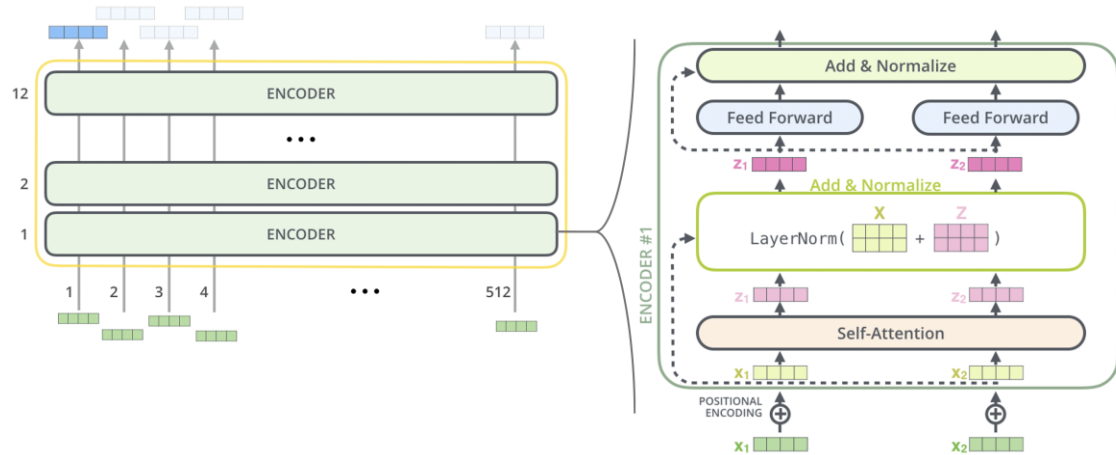 12
ENCODER
•••
2
ENCODER
1
ENCODER
1
2
3
4
•••
512
ENCODER #1
Add & Normalize
Feed Forward
Feed Forward
z₁
z₂
Add & Normalize
X
Z
LayerNorm( + )
z₁
z₂
Self-Attention
x₁
x₂
POSITIONAL
ENCODING
+
+
x₁
x₂